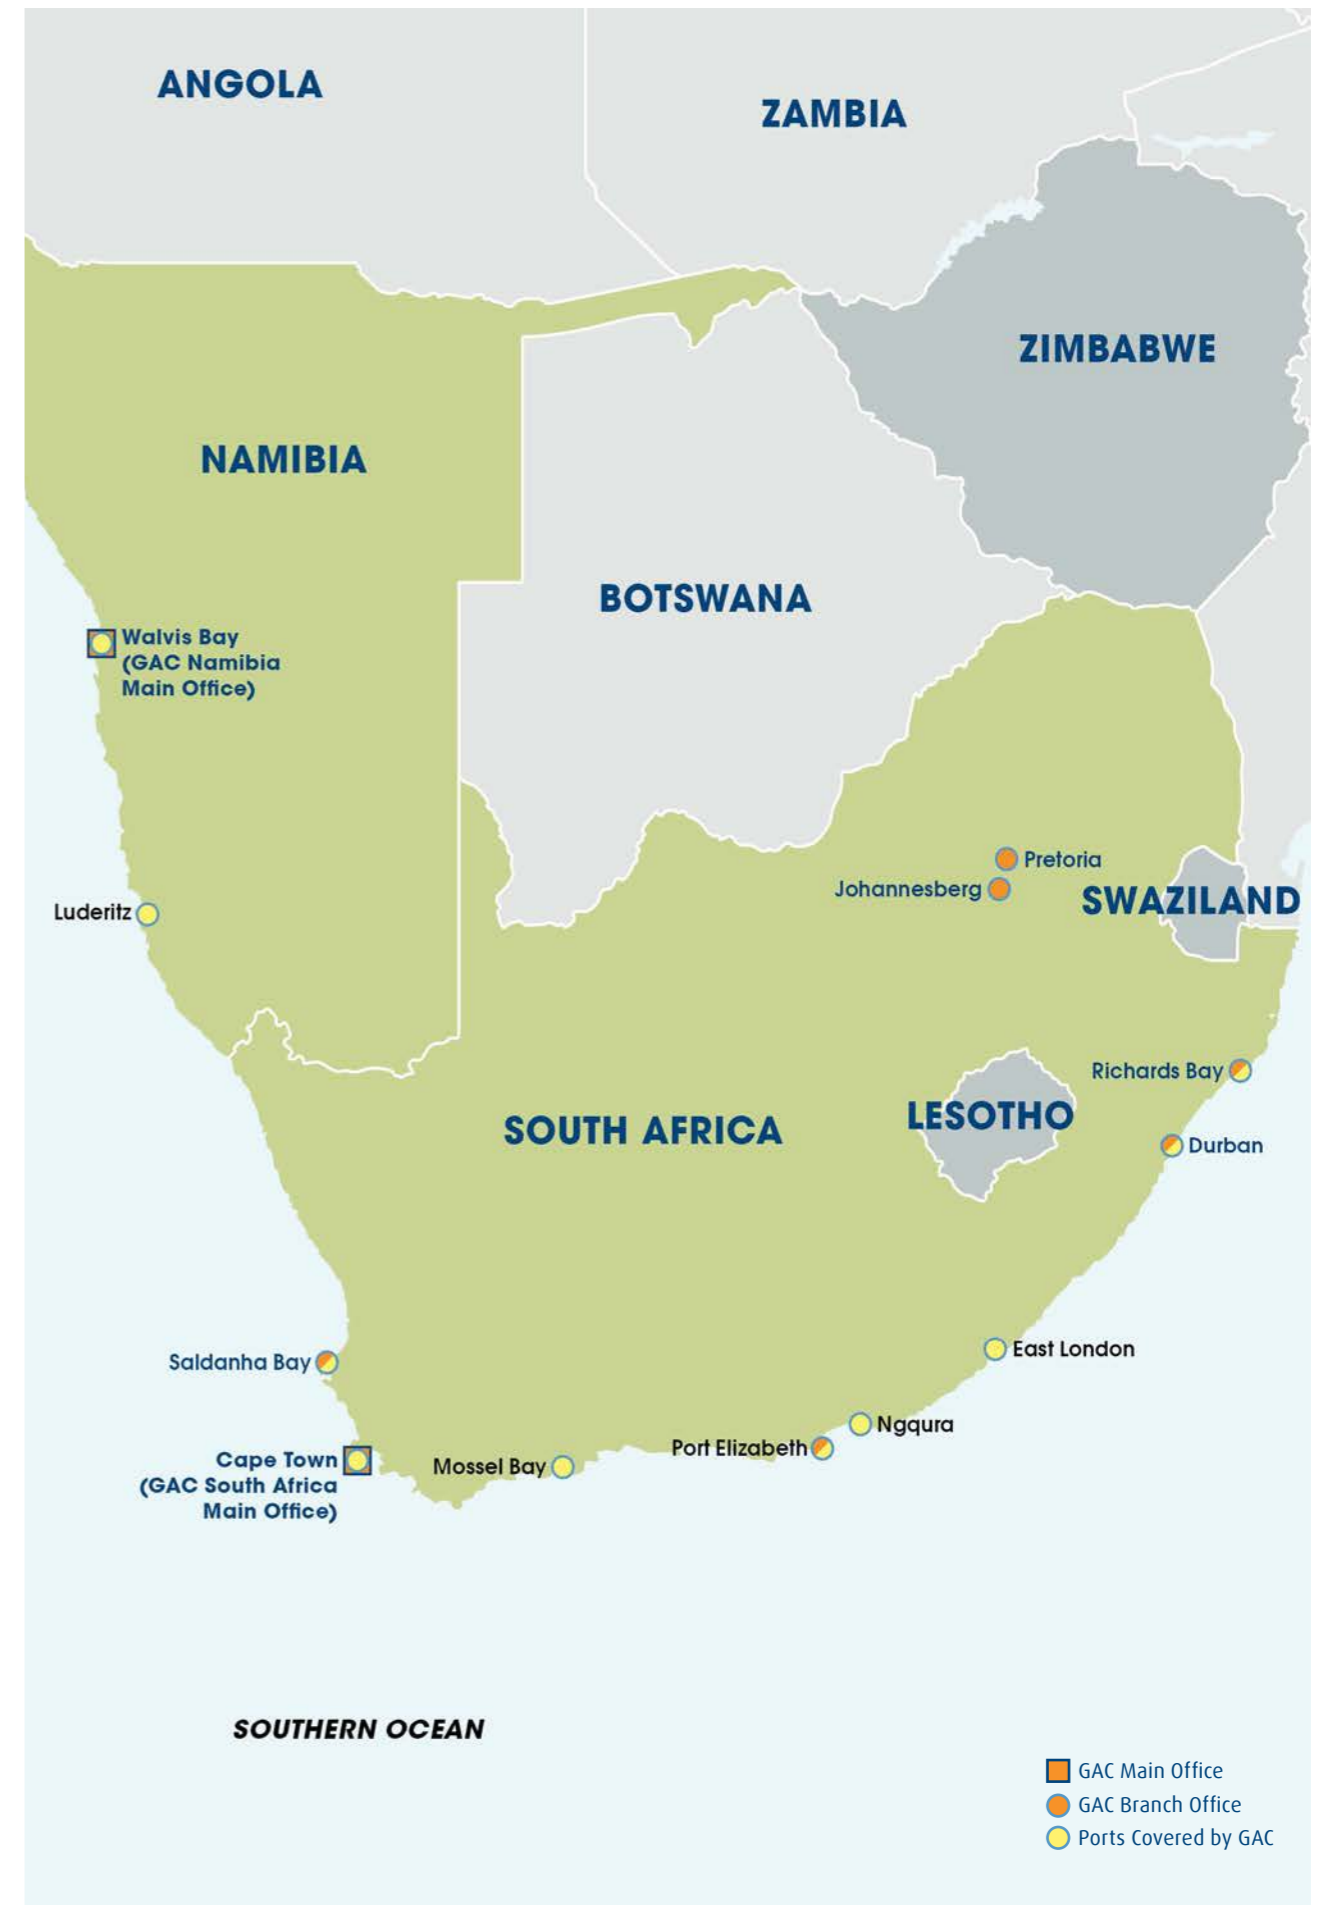 ANGOLA
ZAMBIA
ZIMBABWE
NAMIBIA
BOTSWANA
Walvis Bay
(GAC Namibia
Main Office)
Pretoria
Johannesberg
SWAZILAND
Luderitz
Richards Bay
LESOTHO
SOUTH AFRICA
Durban
East London
Saldanha Bay
Ngqura
Port Elizabeth
Cape Town
(GAC South Africa
Main Office)
Mossel Bay
SOUTHERN OCEAN
GAC Main Office
GAC Branch Office
Ports Covered by GAC